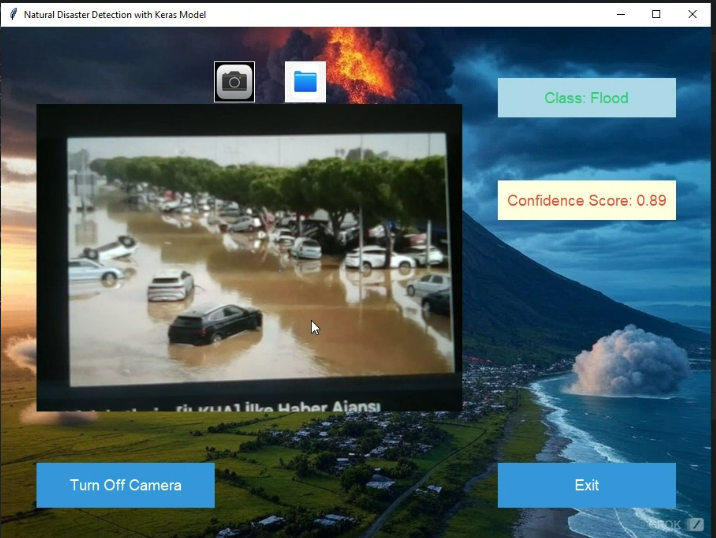 Natural Disaster Detection with Keras Model
Class: Flood
Confidence Score: 0.89
[İLKHA] İlke Haber Ajansı
Turn Off Camera
Exit
GROK